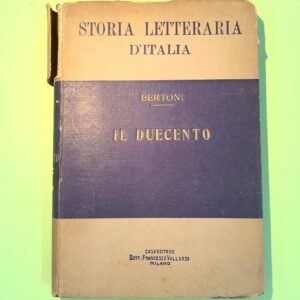 STORIA LETTERARIA
D'ITALIA
BERTONI
IL DUECENTO
CASA EDITRICE
DOTT. FRANCESCO VALLARDI
MILANO